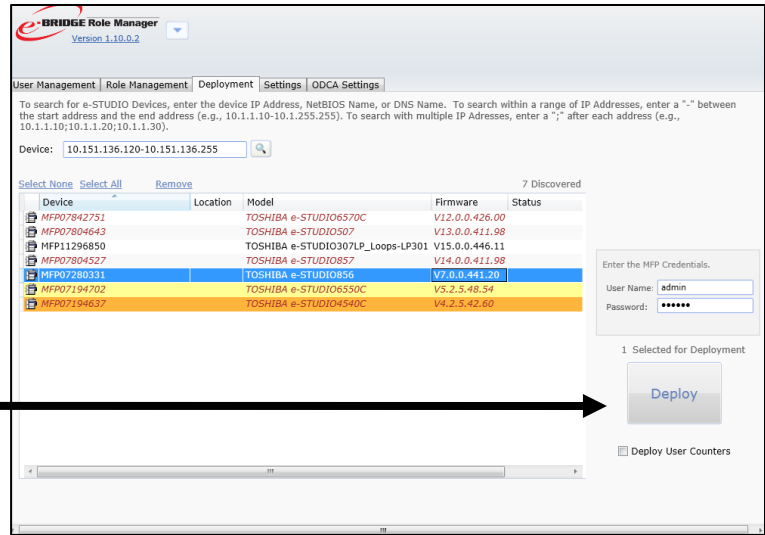 e-BRIDGE Role Manager
Version 1.10.0.2
User Management Role Management Deployment Settings ODCA Settings
To search for e-STUDIO Devices, enter the device IP Address, NetBIOS Name, or DNS Name. To search within a range of IP Addresses, enter a "-" between
the start address and the end address (e.g., 10.1.1.10-10.1.255.255). To search with multiple IP Adresses, enter a ";" after each address (e.g.,
10.1.1.10;10.1.1.20;10.1.1.30).
Device: 10.151.136.120-10.151.136.255
Select None Select All Remove 7 Discovered
Device Location Model Firmware Status
MFP07842751 TOSHIBA e-STUDIO6570C V12.0.0.426.00
MFP07804643 TOSHIBA e-STUDIO507 V13.0.0.411.98
MFP11296850 TOSHIBA e-STUDIO307LP_Loops-LP301 V15.0.0.446.11
MFP07804527 TOSHIBA e-STUDIO857 V14.0.0.411.98
MFP07280331 TOSHIBA e-STUDIO856 V7.0.0.441.20
MFP07194702 TOSHIBA e-STUDIO6550C V5.2.5.48.54
MFP07194637 TOSHIBA e-STUDIO4540C V4.2.5.42.60
Enter the MFP Credentials.
User Name: admin
Password: ••••••
1 Selected for Deployment
Deploy
Deploy User Counters